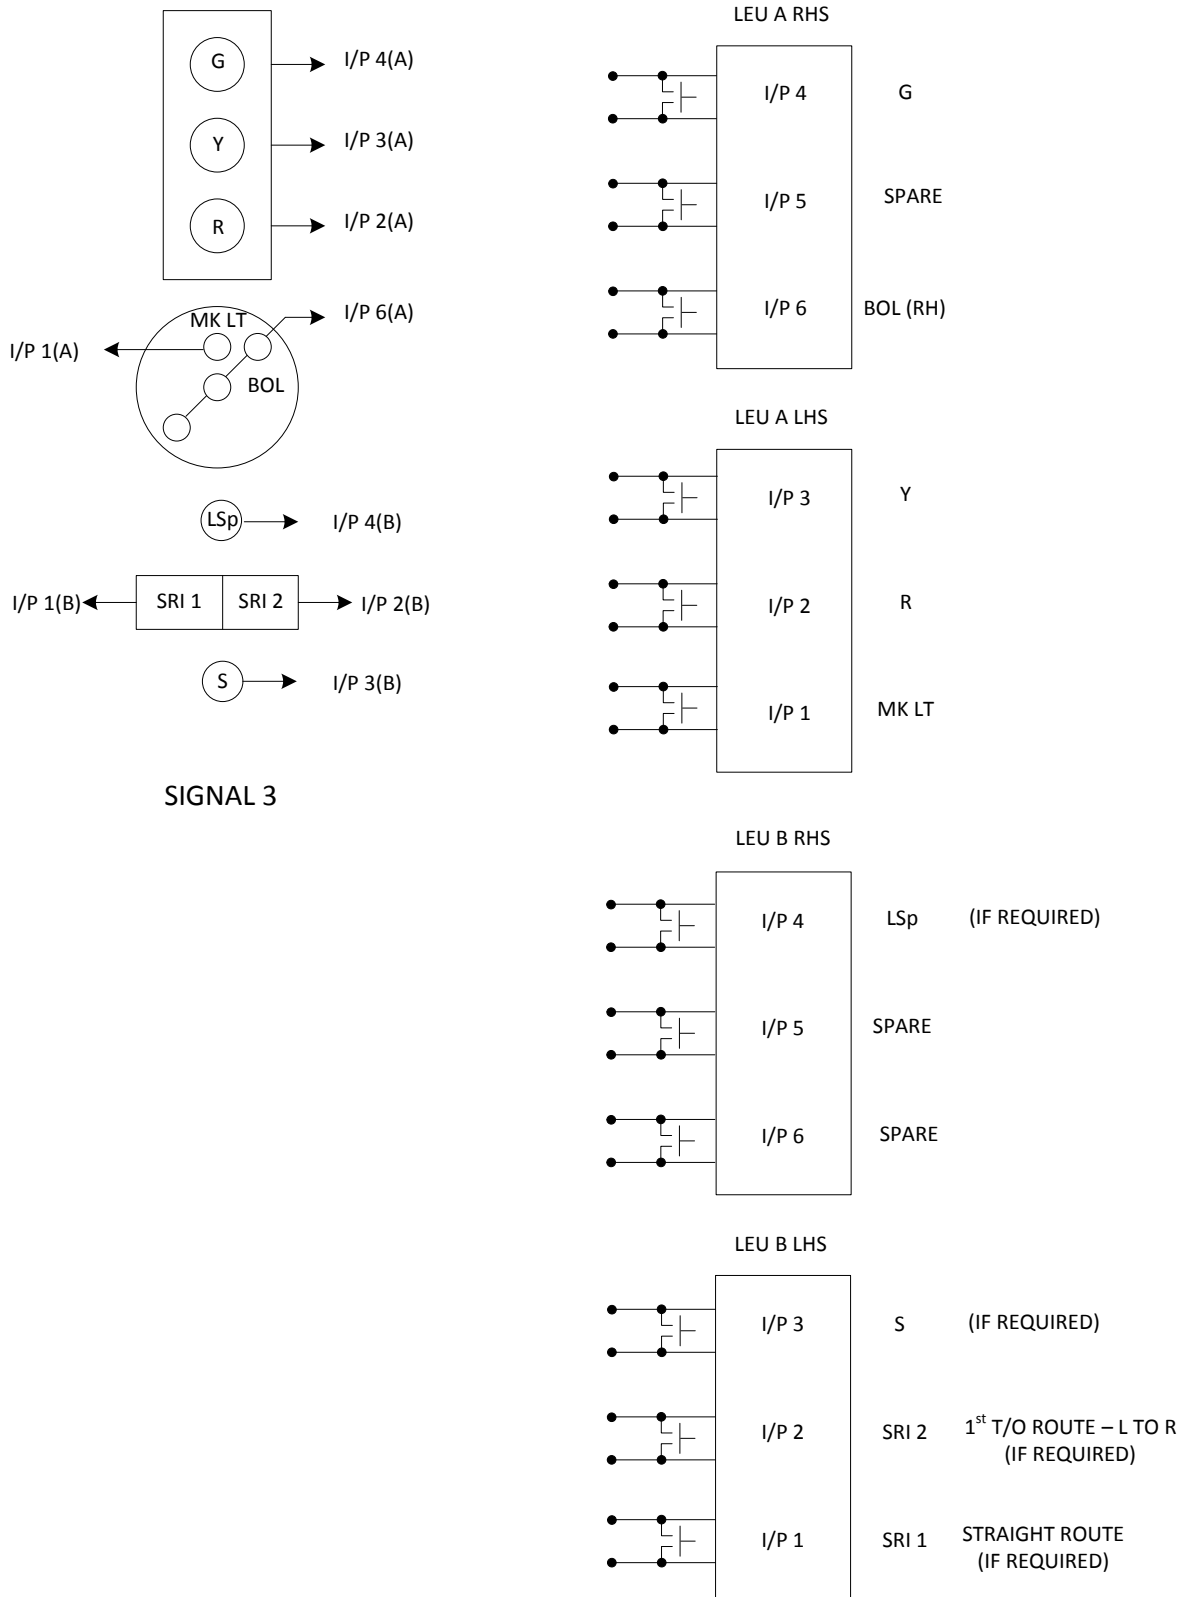 G
I/P 4(A)
Y
I/P 3(A)
R
I/P 2(A)
MK LT
I/P 6(A)
I/P 1(A)
BOL
LSp
I/P 4(B)
I/P 1(B)
SRI 1
SRI 2
I/P 2(B)
S
I/P 3(B)
SIGNAL 3
LEU A RHS
I/P 4
G
I/P 5
SPARE
I/P 6
BOL (RH)
LEU A LHS
I/P 3
Y
I/P 2
R
I/P 1
MK LT
LEU B RHS
I/P 4
LSp
(IF REQUIRED)
I/P 5
SPARE
I/P 6
SPARE
LEU B LHS
I/P 3
S
(IF REQUIRED)
I/P 2
SRI 2
1st T/O ROUTE – L TO R
(IF REQUIRED)
I/P 1
SRI 1
STRAIGHT ROUTE
(IF REQUIRED)